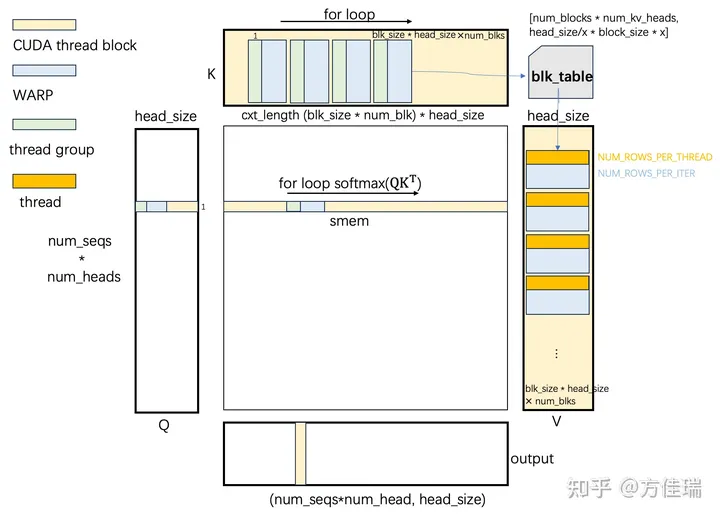 CUDA thread block
WARP
thread group
thread
for loop
K
1
blk_size * head_size ×num_blks
cxt_length (blk_size * num_blk) * head_size
[num_blocks * num_kv_heads,
head_size/x * block_size * x]
blk_table
head_size
head_size
NUM_ROWS_PER_THREAD
NUM_ROWS_PER_ITER
for loop softmax(QKᵀ)
1
smem
num_seqs
*
num_heads
⋮
blk_size * head_size
× num_blks
Q
V
output
(num_seqs*num_head, head_size)
知乎 @方佳瑞